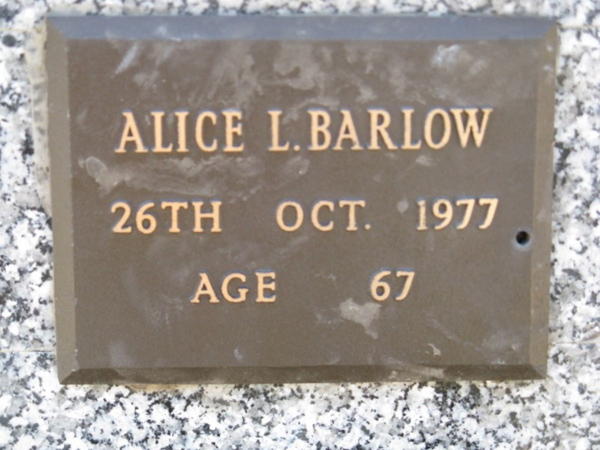 ALICE L. BARLOW
26TH OCT. 1977
AGE 67